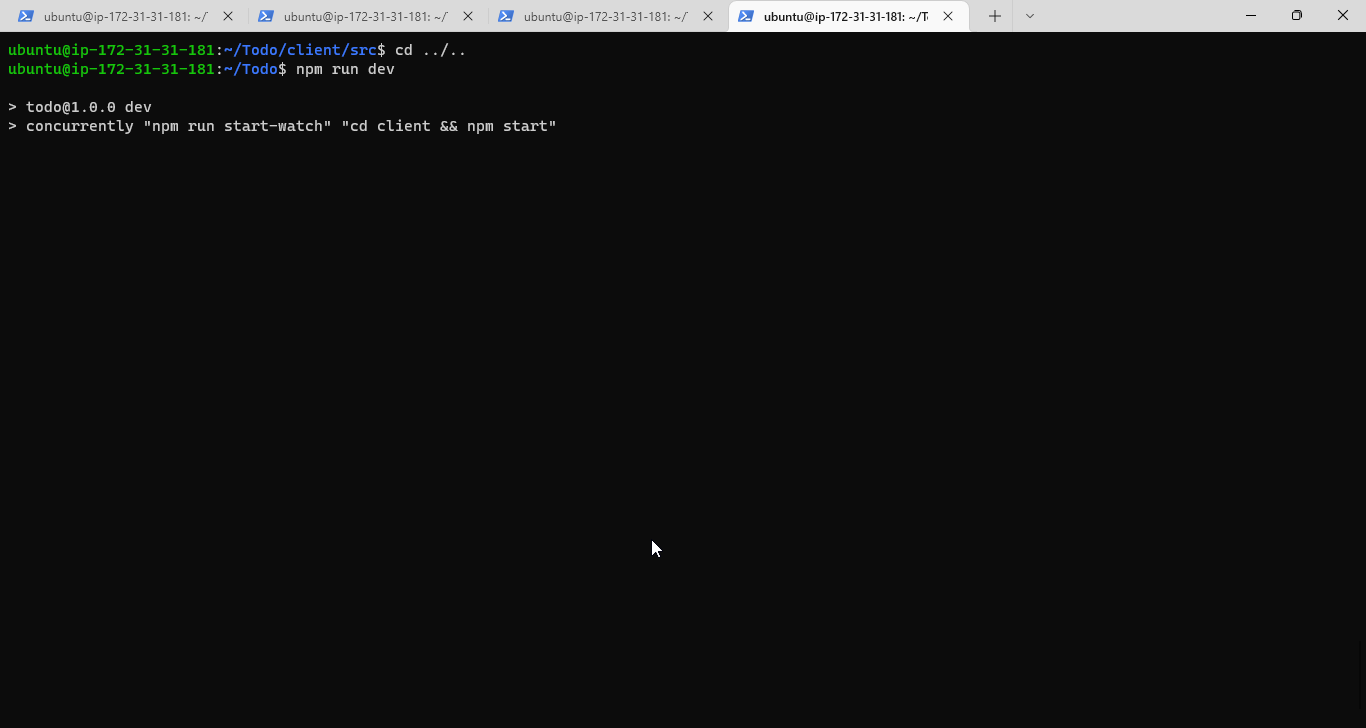 ubuntu@ip-172-31-31-181: ~/
ubuntu@ip-172-31-31-181: ~/
ubuntu@ip-172-31-31-181: ~/
ubuntu@ip-172-31-31-181: ~/T
ubuntu@ip-172-31-31-181:~/Todo/client/src$ cd ../..
ubuntu@ip-172-31-31-181:~/Todo$ npm run dev
> todo@1.0.0 dev
> concurrently "npm run start-watch" "cd client && npm start"